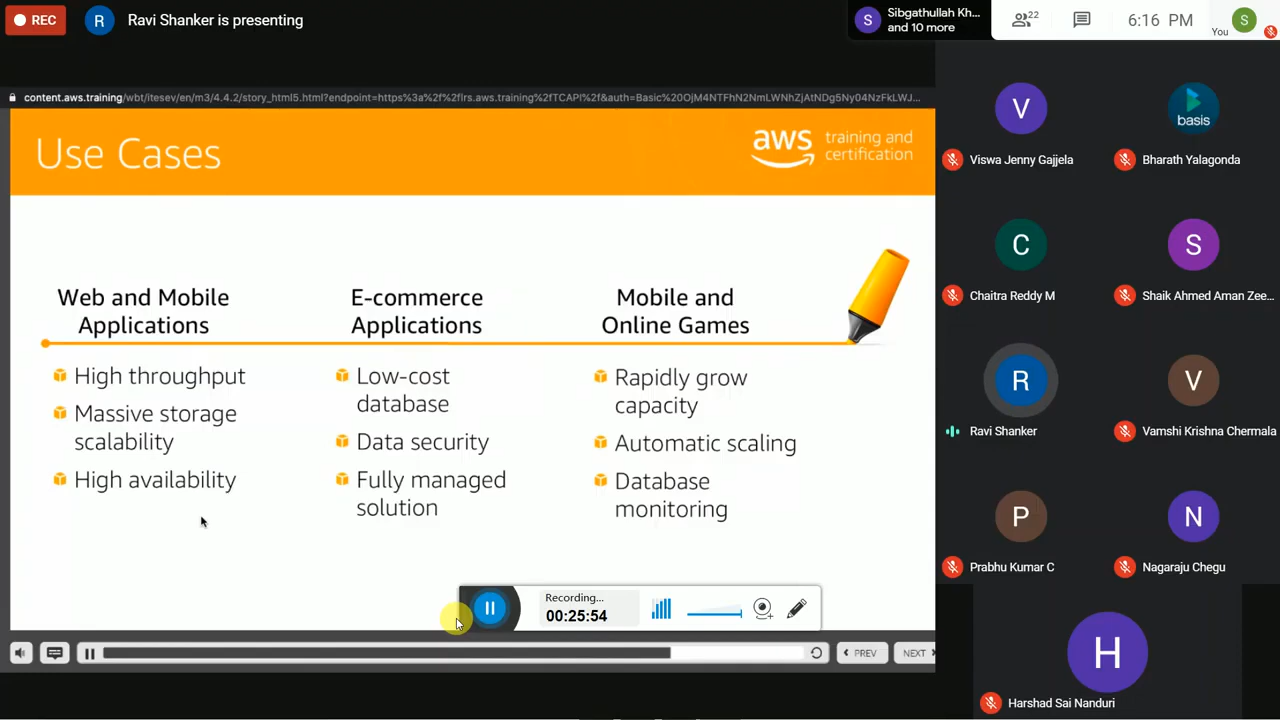 REC
R
Ravi Shanker is presenting
S
Sibgathullah Kh...
and 10 more
22
6:16 PM
You
S
content.aws.training/wbt/itesev/en/m3/4.4.2/story_html5.html?endpoint=https%3a%2f%2flrs.aws.training%2fTCAPI%2f&auth=Basic%20OjM4NTFhN2NmLWNhZjAtNDg5Ny04NzFkLWJ...
Use Cases
aws training and
certification
Web and Mobile
Applications
High throughput
Massive storage
scalability
High availability
E-commerce
Applications
Low-cost
database
Data security
Fully managed
solution
Mobile and
Online Games
Rapidly grow
capacity
Automatic scaling
Database
monitoring
Recording...
00:25:54
PREV
NEXT
V
Viswa Jenny Gajjela
basis
Bharath Yalagonda
C
Chaitra Reddy M
S
Shaik Ahmed Aman Zee...
R
Ravi Shanker
V
Vamshi Krishna Chermala
P
Prabhu Kumar C
N
Nagaraju Chegu
H
Harshad Sai Nanduri